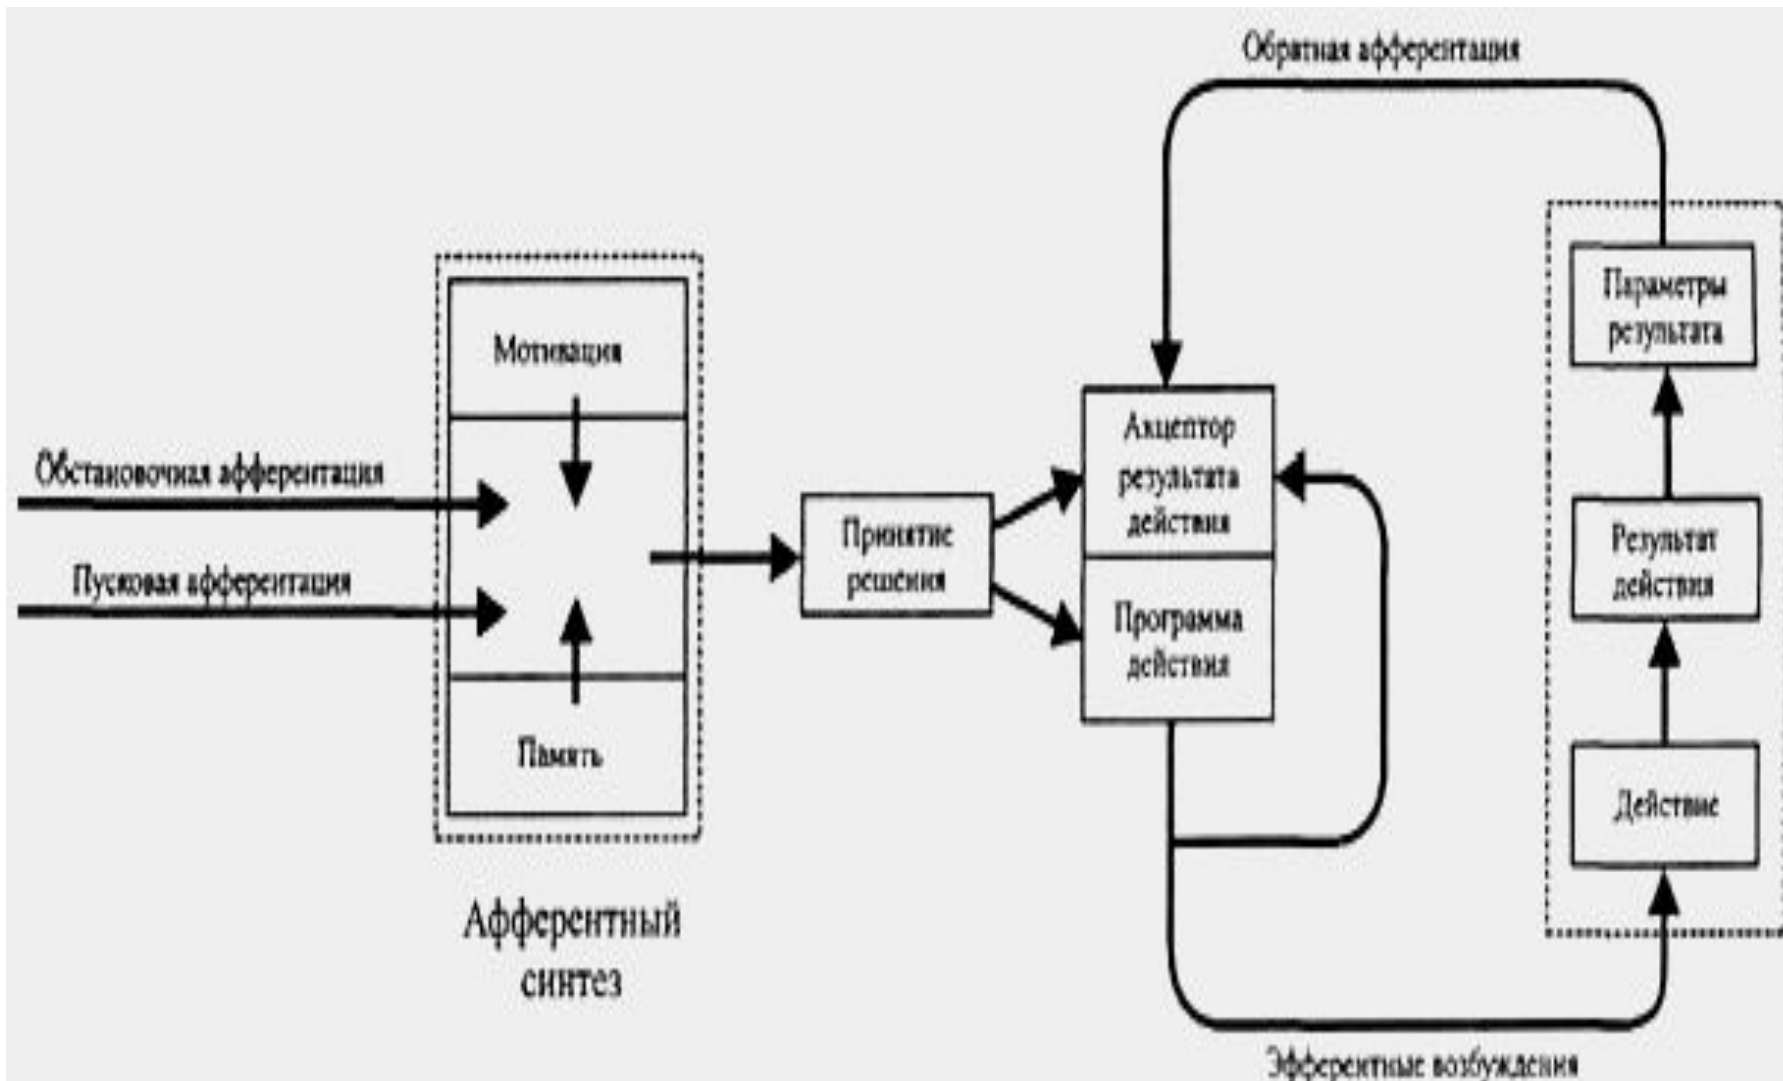 Обратная афферентация
Параметры
результата
Мотивация
Акцептор
результата
действия
Обстановочная афферентация
Принятие
решения
Результат
действия
Пусковая афферентация
Программа
действия
Память
Действие
Афферентный
синтез
Эфферентные возбуждения